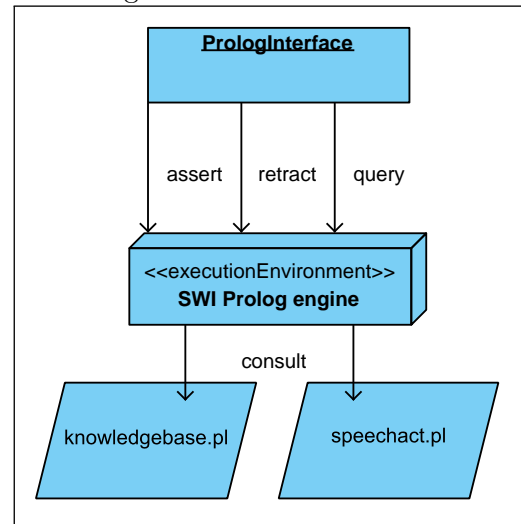 PrologInterface
assert retract query
<<executionEnvironment>>
SWI Prolog engine
consult
knowledgebase.pl speechact.pl